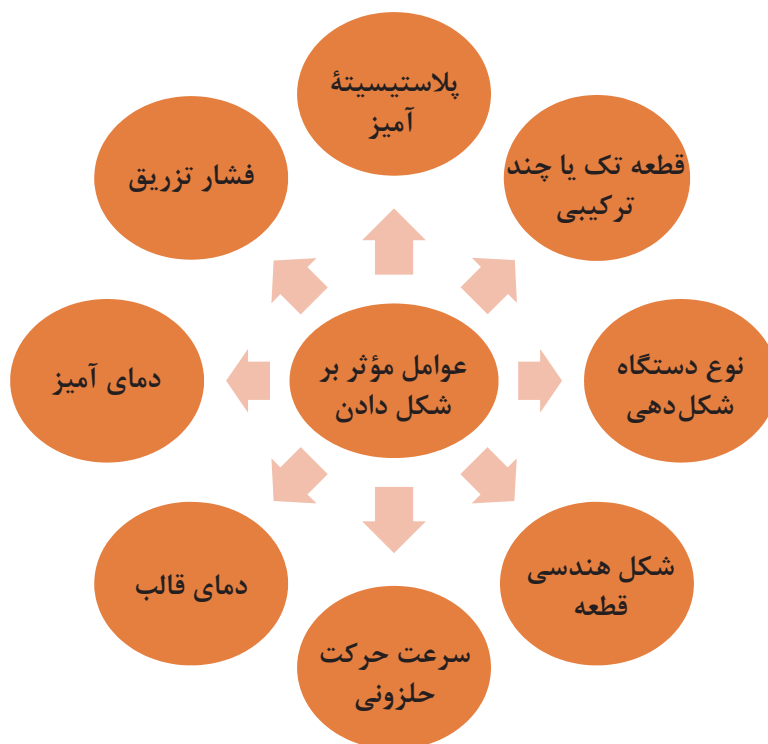 پلاستیسیتهٔ
آمیز
قطعه تک یا چند
ترکیبی
فشار تزریق
عوامل مؤثر بر
شکل دادن
نوع دستگاه
شکل‌دهی
دمای آمیز
شکل هندسی
قطعه
دمای قالب
سرعت حرکت
حلزونی